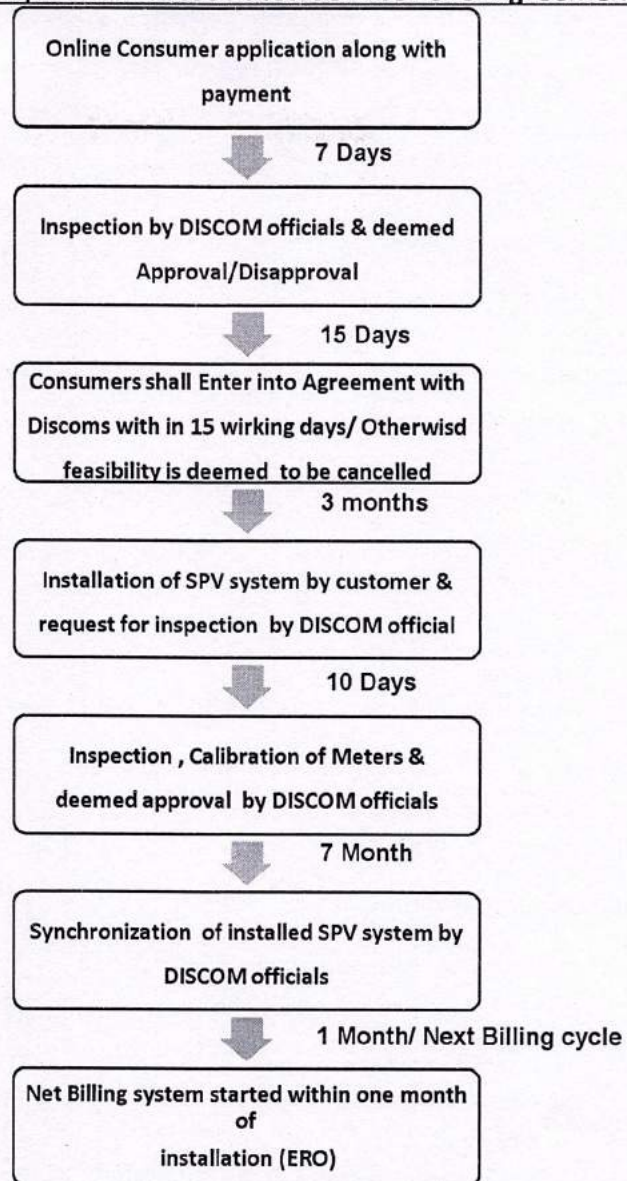 Online Consumer application along with
payment
7 Days
Inspection by DISCOM officials & deemed
Approval/Disapproval
15 Days
Consumers shall Enter into Agreement with
Discoms with in 15 wirking days/ Otherwisd
feasibility is deemed to be cancelled
3 months
Installation of SPV system by customer &
request for inspection by DISCOM official
10 Days
Inspection , Calibration of Meters &
deemed approval by DISCOM officials
7 Month
Synchronization of installed SPV system by
DISCOM officials
1 Month/ Next Billing cycle
Net Billing system started within one month
of
installation (ERO)